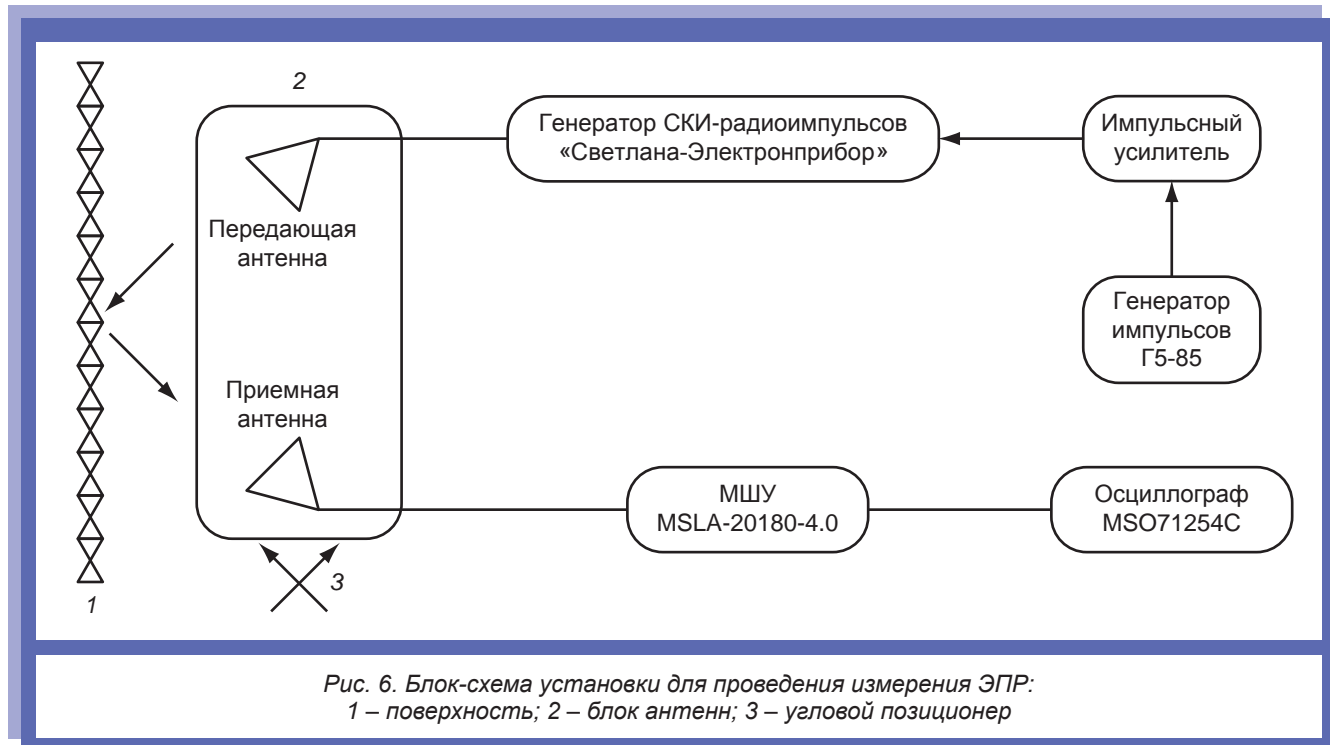 2
Генератор СКИ-радиоимпульсов
«Светлана-Электронприбор»
Импульсный
усилитель
Передающая
антенна
Генератор
импульсов
Г5-85
Приемная
антенна
МШУ
MSLA-20180-4.0
Осциллограф
MSO71254C
3
1
Рис. 6. Блок-схема установки для проведения измерения ЭПР:
1 – поверхность; 2 – блок антенн; 3 – угловой позиционер